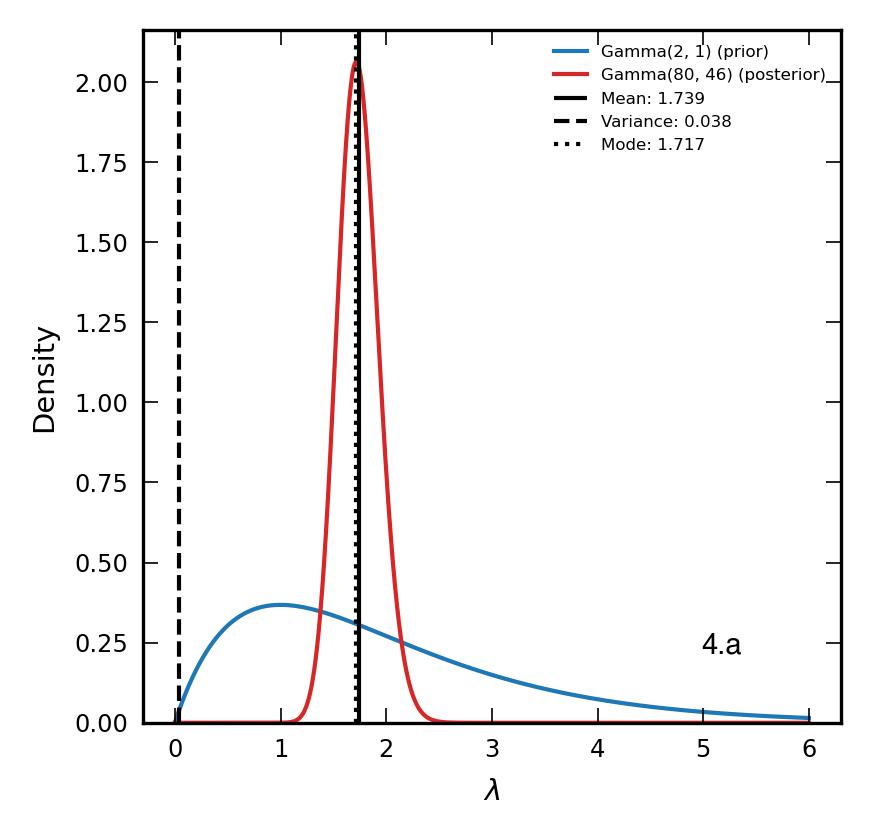 Gamma(2, 1) (prior)
Gamma(80, 46) (posterior)
Mean: 1.739
Variance: 0.038
Mode: 1.717
2.00
1.75
1.50
1.25
1.00
0.75
0.50
0.25
0.00
Density
4.a
0 1 2 3 4 5 6
λ